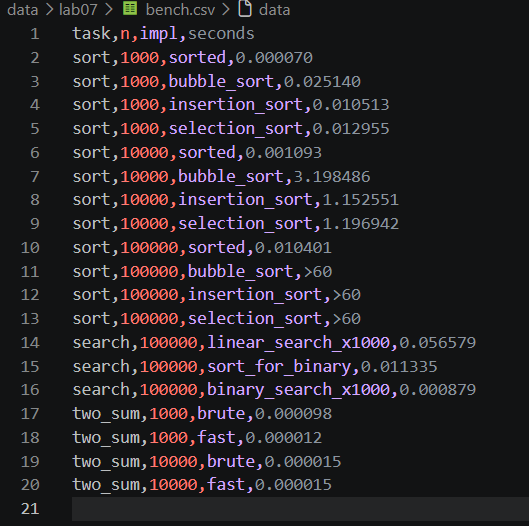 data > lab07 > bench.csv > data
1 task,n,impl,seconds
2 sort,1000,sorted,0.000070
3 sort,1000,bubble_sort,0.025140
4 sort,1000,insertion_sort,0.010513
5 sort,1000,selection_sort,0.012955
6 sort,10000,sorted,0.001093
7 sort,10000,bubble_sort,3.198486
8 sort,10000,insertion_sort,1.152551
9 sort,10000,selection_sort,1.196942
10 sort,100000,sorted,0.010401
11 sort,100000,bubble_sort,>60
12 sort,100000,insertion_sort,>60
13 sort,100000,selection_sort,>60
14 search,100000,linear_search_x1000,0.056579
15 search,100000,sort_for_binary,0.011335
16 search,100000,binary_search_x1000,0.000879
17 two_sum,1000,brute,0.000098
18 two_sum,1000,fast,0.000012
19 two_sum,10000,brute,0.000015
20 two_sum,10000,fast,0.000015
21